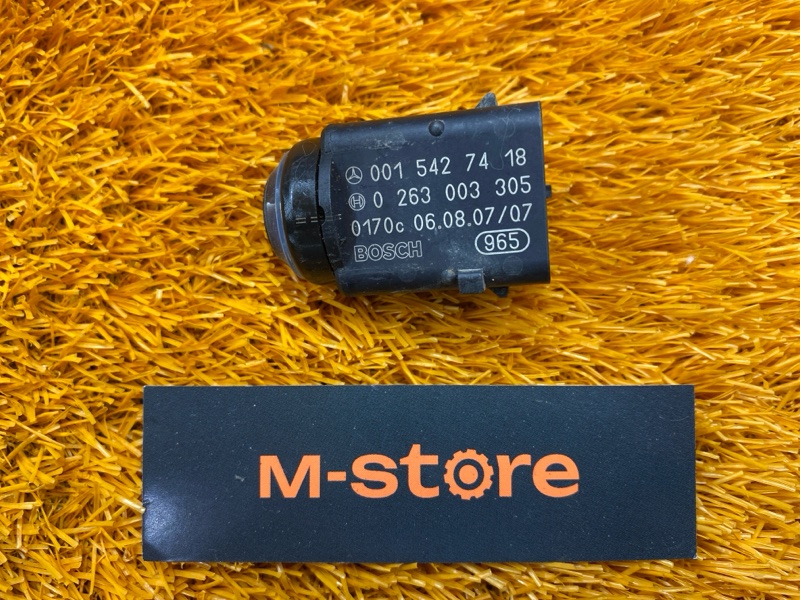 001 542 74 18
0 263 003 305
0170c 06.08.07/07
BOSCH 965
M-store